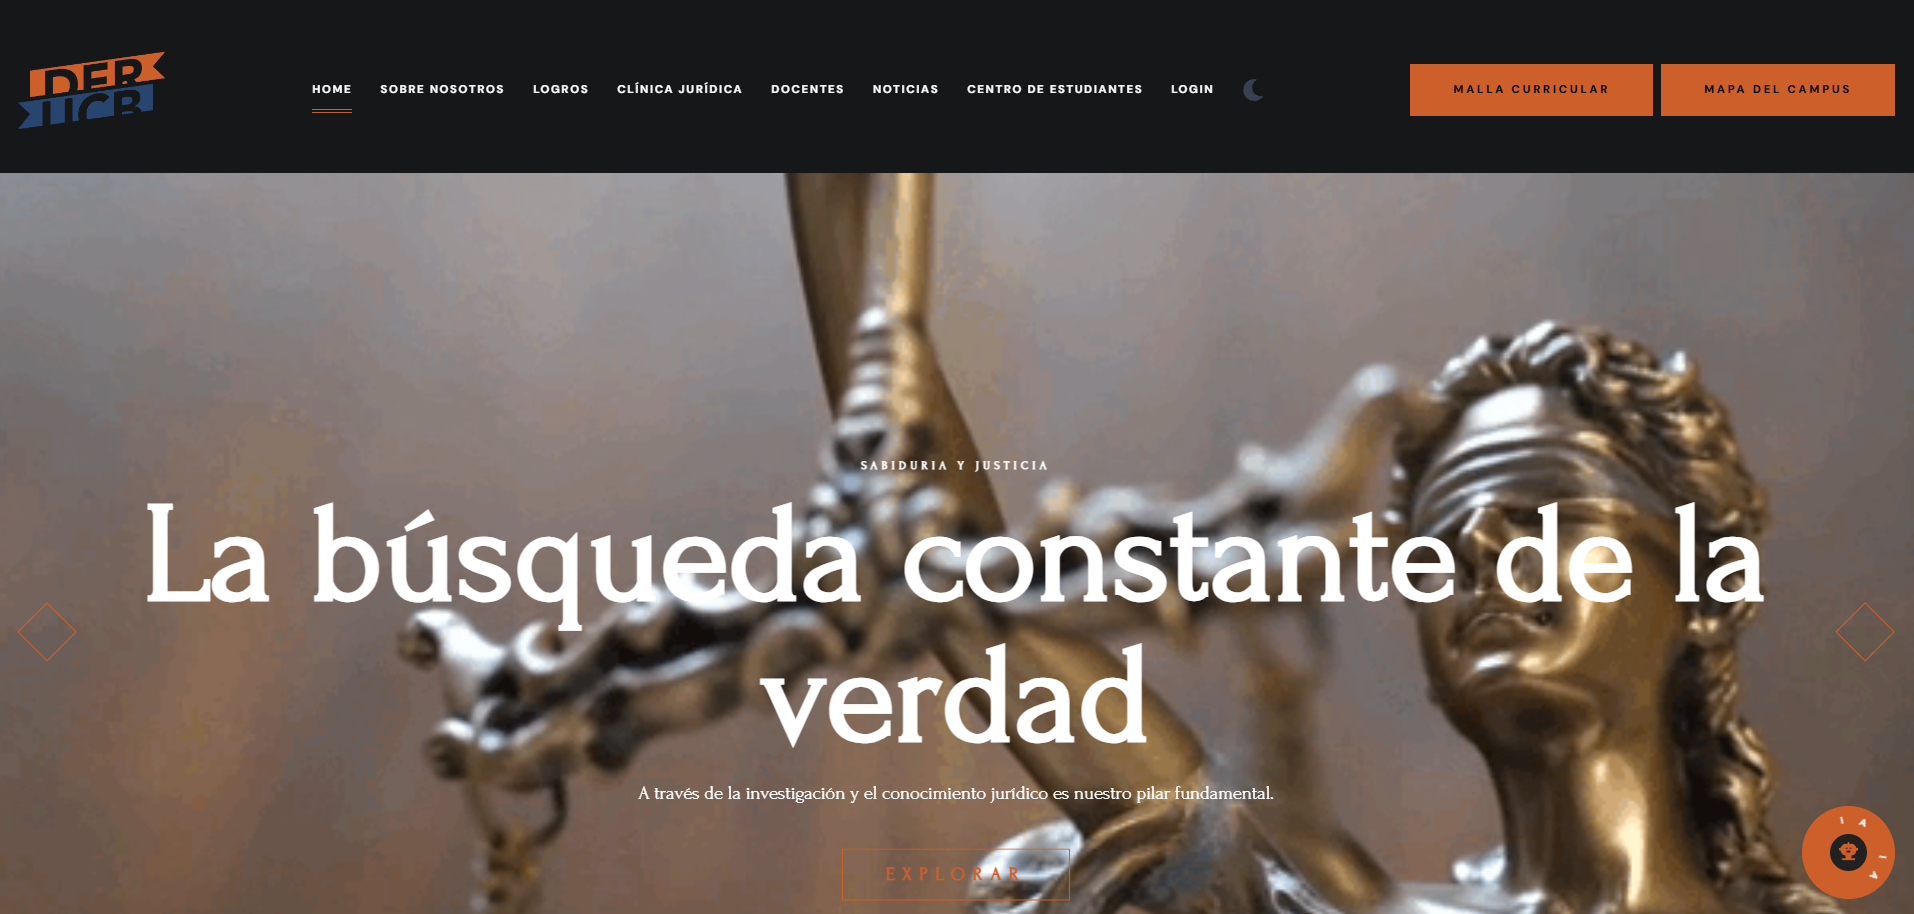 DER
UCB
HOME
SOBRE NOSOTROS
LOGROS
CLÍNICA JURÍDICA
DOCENTES
NOTICIAS
CENTRO DE ESTUDIANTES
LOGIN
MALLA CURRICULAR
MAPA DEL CAMPUS
SABIDURIA Y JUSTICIA
La búsqueda constante de la
verdad
A través de la investigación y el conocimiento jurídico es nuestro pilar fundamental.
EXPLORAR